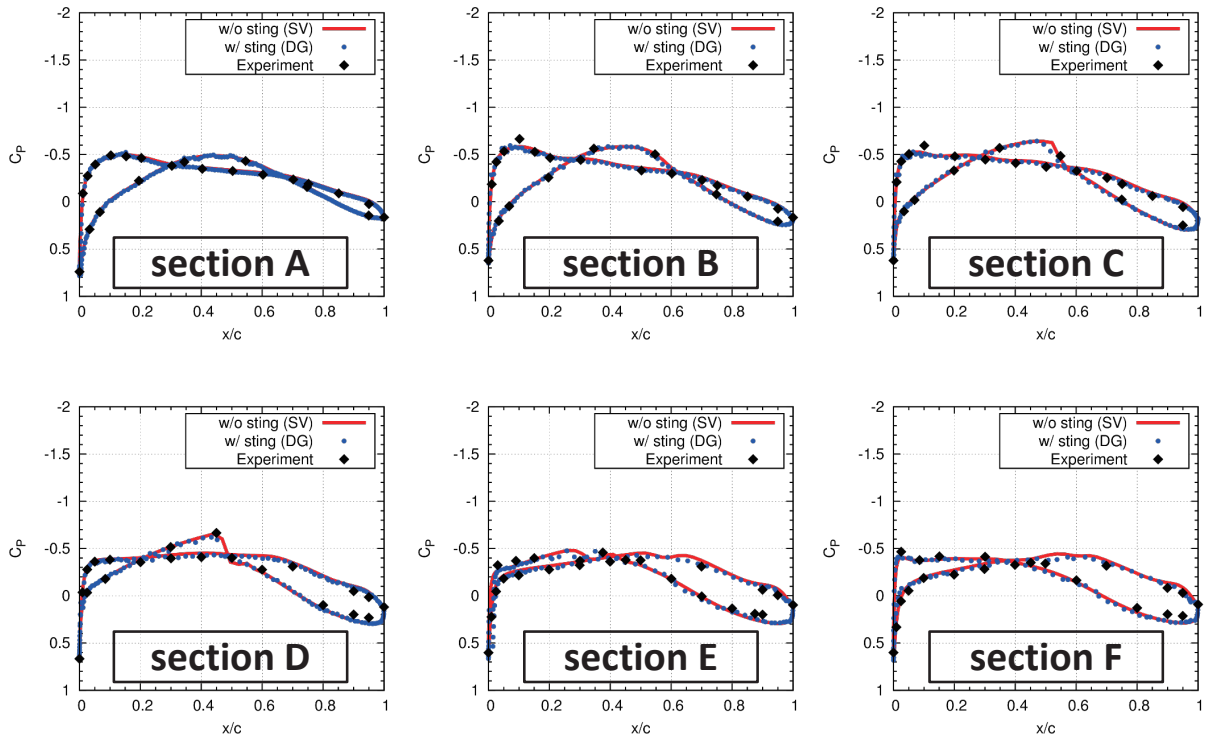 -2
-1.5
-1
-0.5
0
0.5
1
C_P
w/o sting (SV)
w/ sting (DG)
Experiment
section A
0 0.2 0.4 0.6 0.8 1
x/c
-2
-1.5
-1
-0.5
0
0.5
1
C_P
w/o sting (SV)
w/ sting (DG)
Experiment
section B
0 0.2 0.4 0.6 0.8 1
x/c
-2
-1.5
-1
-0.5
0
0.5
1
C_P
w/o sting (SV)
w/ sting (DG)
Experiment
section C
0 0.2 0.4 0.6 0.8 1
x/c
-2
-1.5
-1
-0.5
0
0.5
1
C_P
w/o sting (SV)
w/ sting (DG)
Experiment
section D
0 0.2 0.4 0.6 0.8 1
x/c
-2
-1.5
-1
-0.5
0
0.5
1
C_P
w/o sting (SV)
w/ sting (DG)
Experiment
section E
0 0.2 0.4 0.6 0.8 1
x/c
-2
-1.5
-1
-0.5
0
0.5
1
C_P
w/o sting (SV)
w/ sting (DG)
Experiment
section F
0 0.2 0.4 0.6 0.8 1
x/c